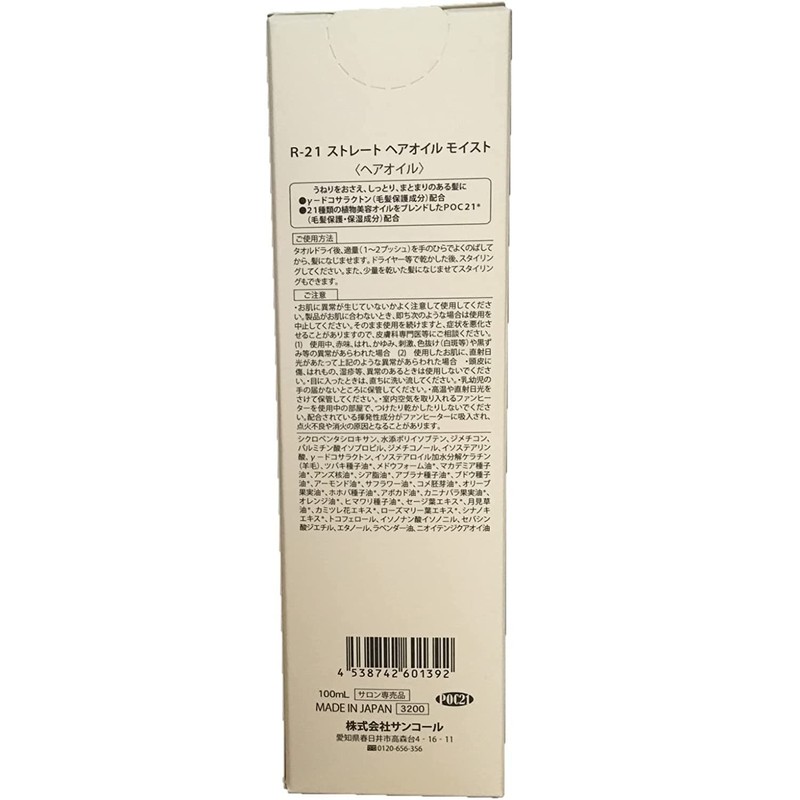 R-21 ストレート ヘアオイル モイスト
〈ヘアオイル〉
うねりをおさえ、しっとり、まとまりのある髪に
●γードコサラクトン(毛髪保護成分)配合
●21種類の植物美容オイルをブレンドしたPOC21*
(毛髪保護・保湿成分)配合
ご使用方法
タオルドライ後、適量(1〜2プッシュ)を手のひらでよくのばして
から、髪になじませます。ドライヤー等で乾かした後、スタイリン
グしてください。また、少量を乾いた髪になじませてスタイリン
グもできます。
ご注意
・お肌に異常が生じていないかよく注意して使用してくださ
い。製品がお肌に合わないとき、即ち次のような場合は使用を
中止してください。そのまま使用を続けますと、症状を悪化さ
せることがありますので、皮膚科専門医等にご相談ください。
(1) 使用中、赤味、はれ、かゆみ、刺激、色抜け(白斑等)や黒ず
み等の異常があらわれた場合 (2) 使用したお肌に、直射日
光があたって上記のような異常があらわれた場合 ・頭皮に
傷、はれもの、湿疹等、異常のあるときは使用しないでくださ
い。・目に入ったときは、直ちに洗い流してください。・乳幼児の
手の届かないところに保管してください。・高温や直射日光を
さけて保管してください。・室内空気を取り入れるファンヒー
ターを使用中の部屋で、つけたり乾かしたりしないでくださ
い。配合されている揮発性成分がファンヒーターに吸入され、
点火不良や消火の原因となることがあります。
シクロペンタシロキサン、水添ポリイソブテン、ジメチコン、
パルミチン酸イソプロピル、ジメチコノール、イソステアリン
酸、γードコサラクトン、イソステアロイル加水分解ケラチン
(羊毛)、ツバキ種子油*、メドウフォーム油*、マカデミア種子
油*、アンズ核油*、シア脂油*、アブラナ種子油*、ブドウ種子
油*、アーモンド油*、サフラワー油*、コメ胚芽油*、オリーブ
果実油*、ホホバ種子油*、アボカド油*、カニナバラ果実油*、
オレンジ油*、ヒマワリ種子油*、セージ葉エキス*、月見草
油*、カミツレ花エキス*、ローズマリー葉エキス*、シナノキ
エキス*、トコフェロール、イソノナン酸イソノニル、セバシン
酸ジエチル、エタノール、ラベンダー油、ニオイテンジクアオイ油
4 538742 601392
100mL サロン専売品
POC21
MADE IN JAPAN 3200
株式会社サンコール
愛知県春日井市高森台4-16-11
0120-656-356